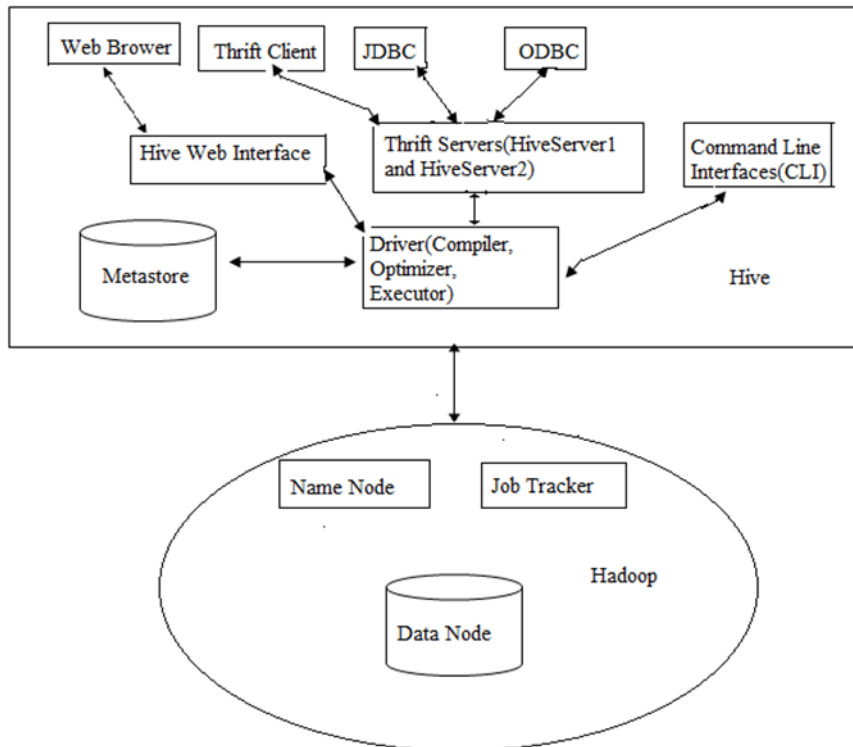 Web Brower
Thrift Client
JDBC
ODBC
Hive Web Interface
Thrift Servers(HiveServer1
and HiveServer2)
Command Line
Interfaces(CLI)
Metastore
Driver(Compiler,
Optimizer,
Executor)
Hive
Name Node
Job Tracker
Hadoop
Data Node